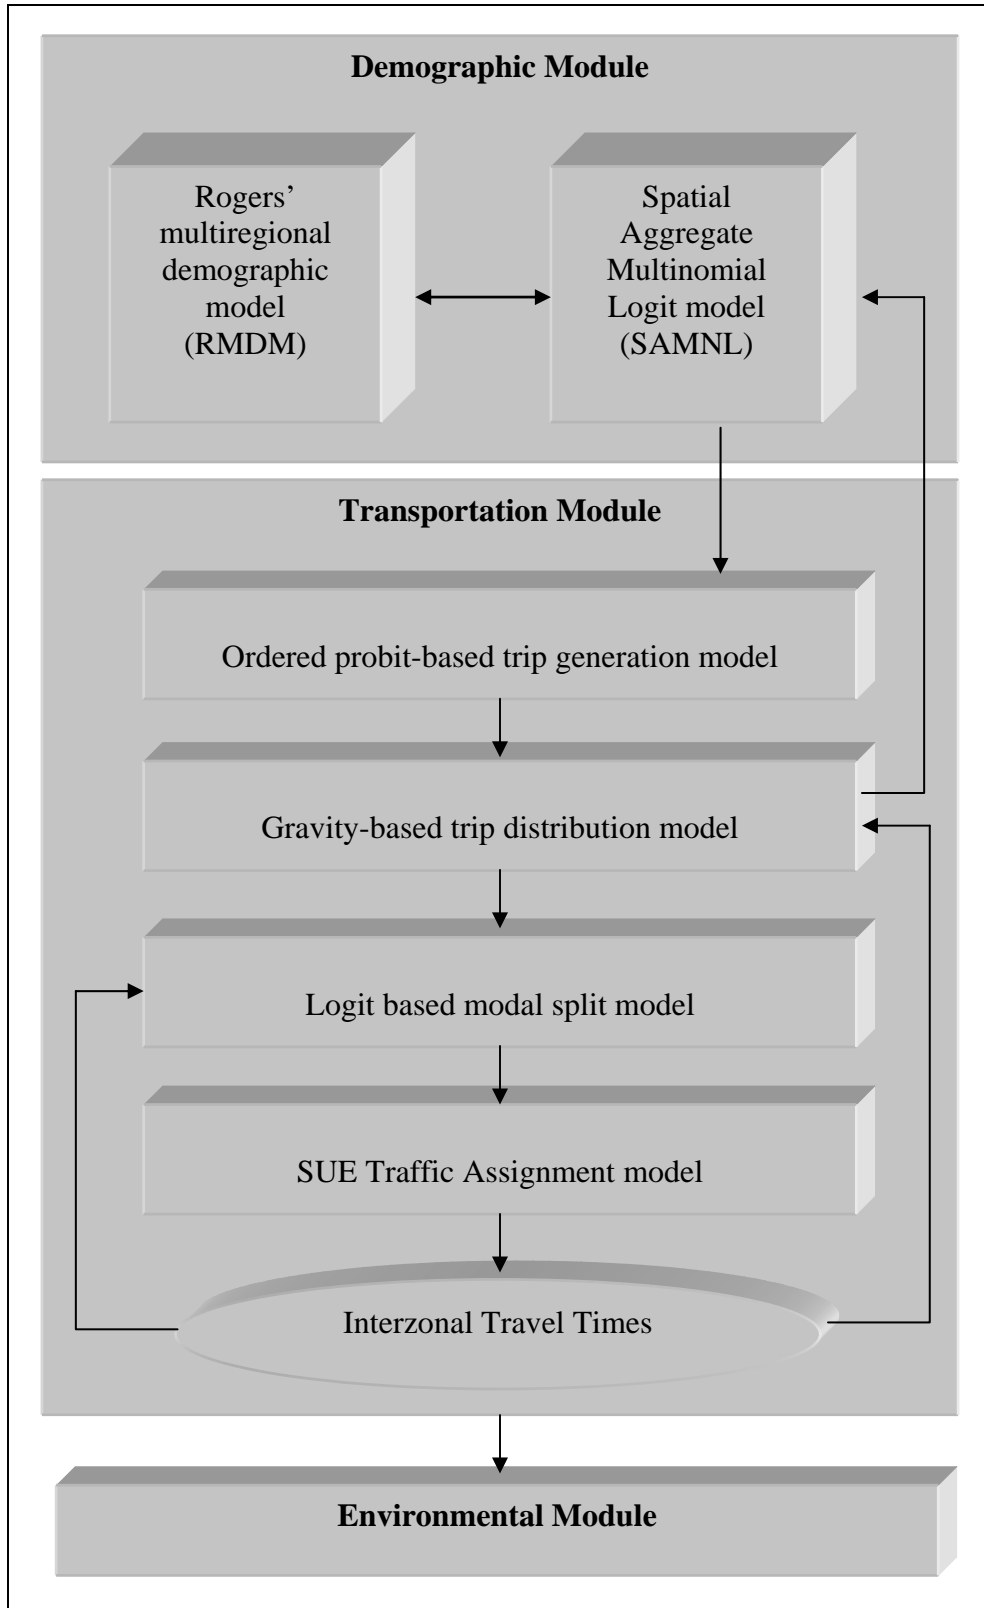 Demographic Module
Rogers’
multiregional
demographic
model
(RMDM)
Spatial
Aggregate
Multinomial
Logit model
(SAMNL)
Transportation Module
Ordered probit-based trip generation model
Gravity-based trip distribution model
Logit based modal split model
SUE Traffic Assignment model
Interzonal Travel Times
Environmental Module